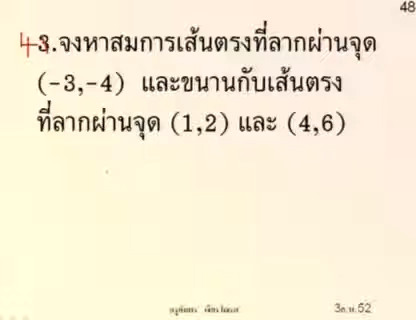 48
43.จงหาสมการเส้นตรงที่ลากผ่านจุด
(-3,-4) และขนานกับเส้นตรง
ที่ลากผ่านจุด (1,2) และ (4,6)
3ก.พ.52